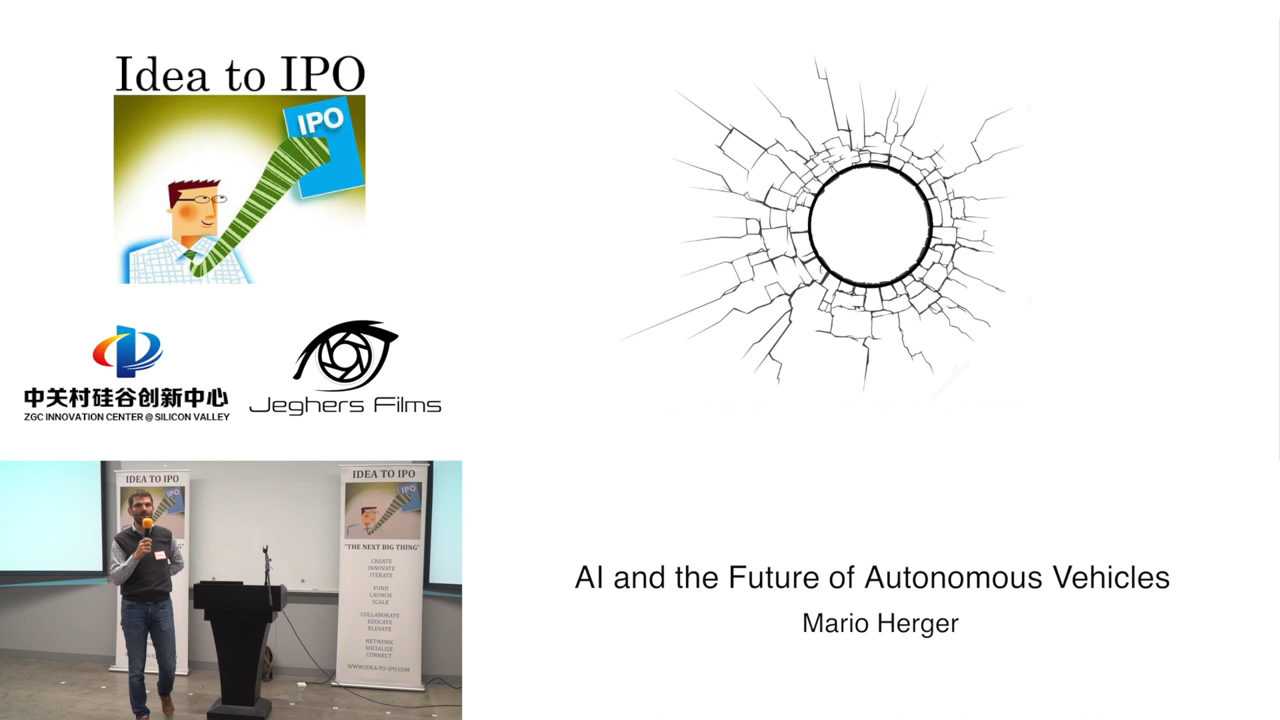 Idea to IPO
IPO
中关村硅谷创新中心
ZGC INNOVATION CENTER @ SILICON VALLEY
Jeghers Films
IDEA TO IPO
IPO
IDEA TO IPO
IPO
"THE NEXT BIG THING"
CREATE
INNOVATE
ITERATE
FUND
LAUNCH
SCALE
COLLABORATE
EDUCATE
ELEVATE
NETWORK
SOCIALIZE
CONNECT
WWW.IDEA-TO-IPO.COM
AI and the Future of Autonomous Vehicles
Mario Herger